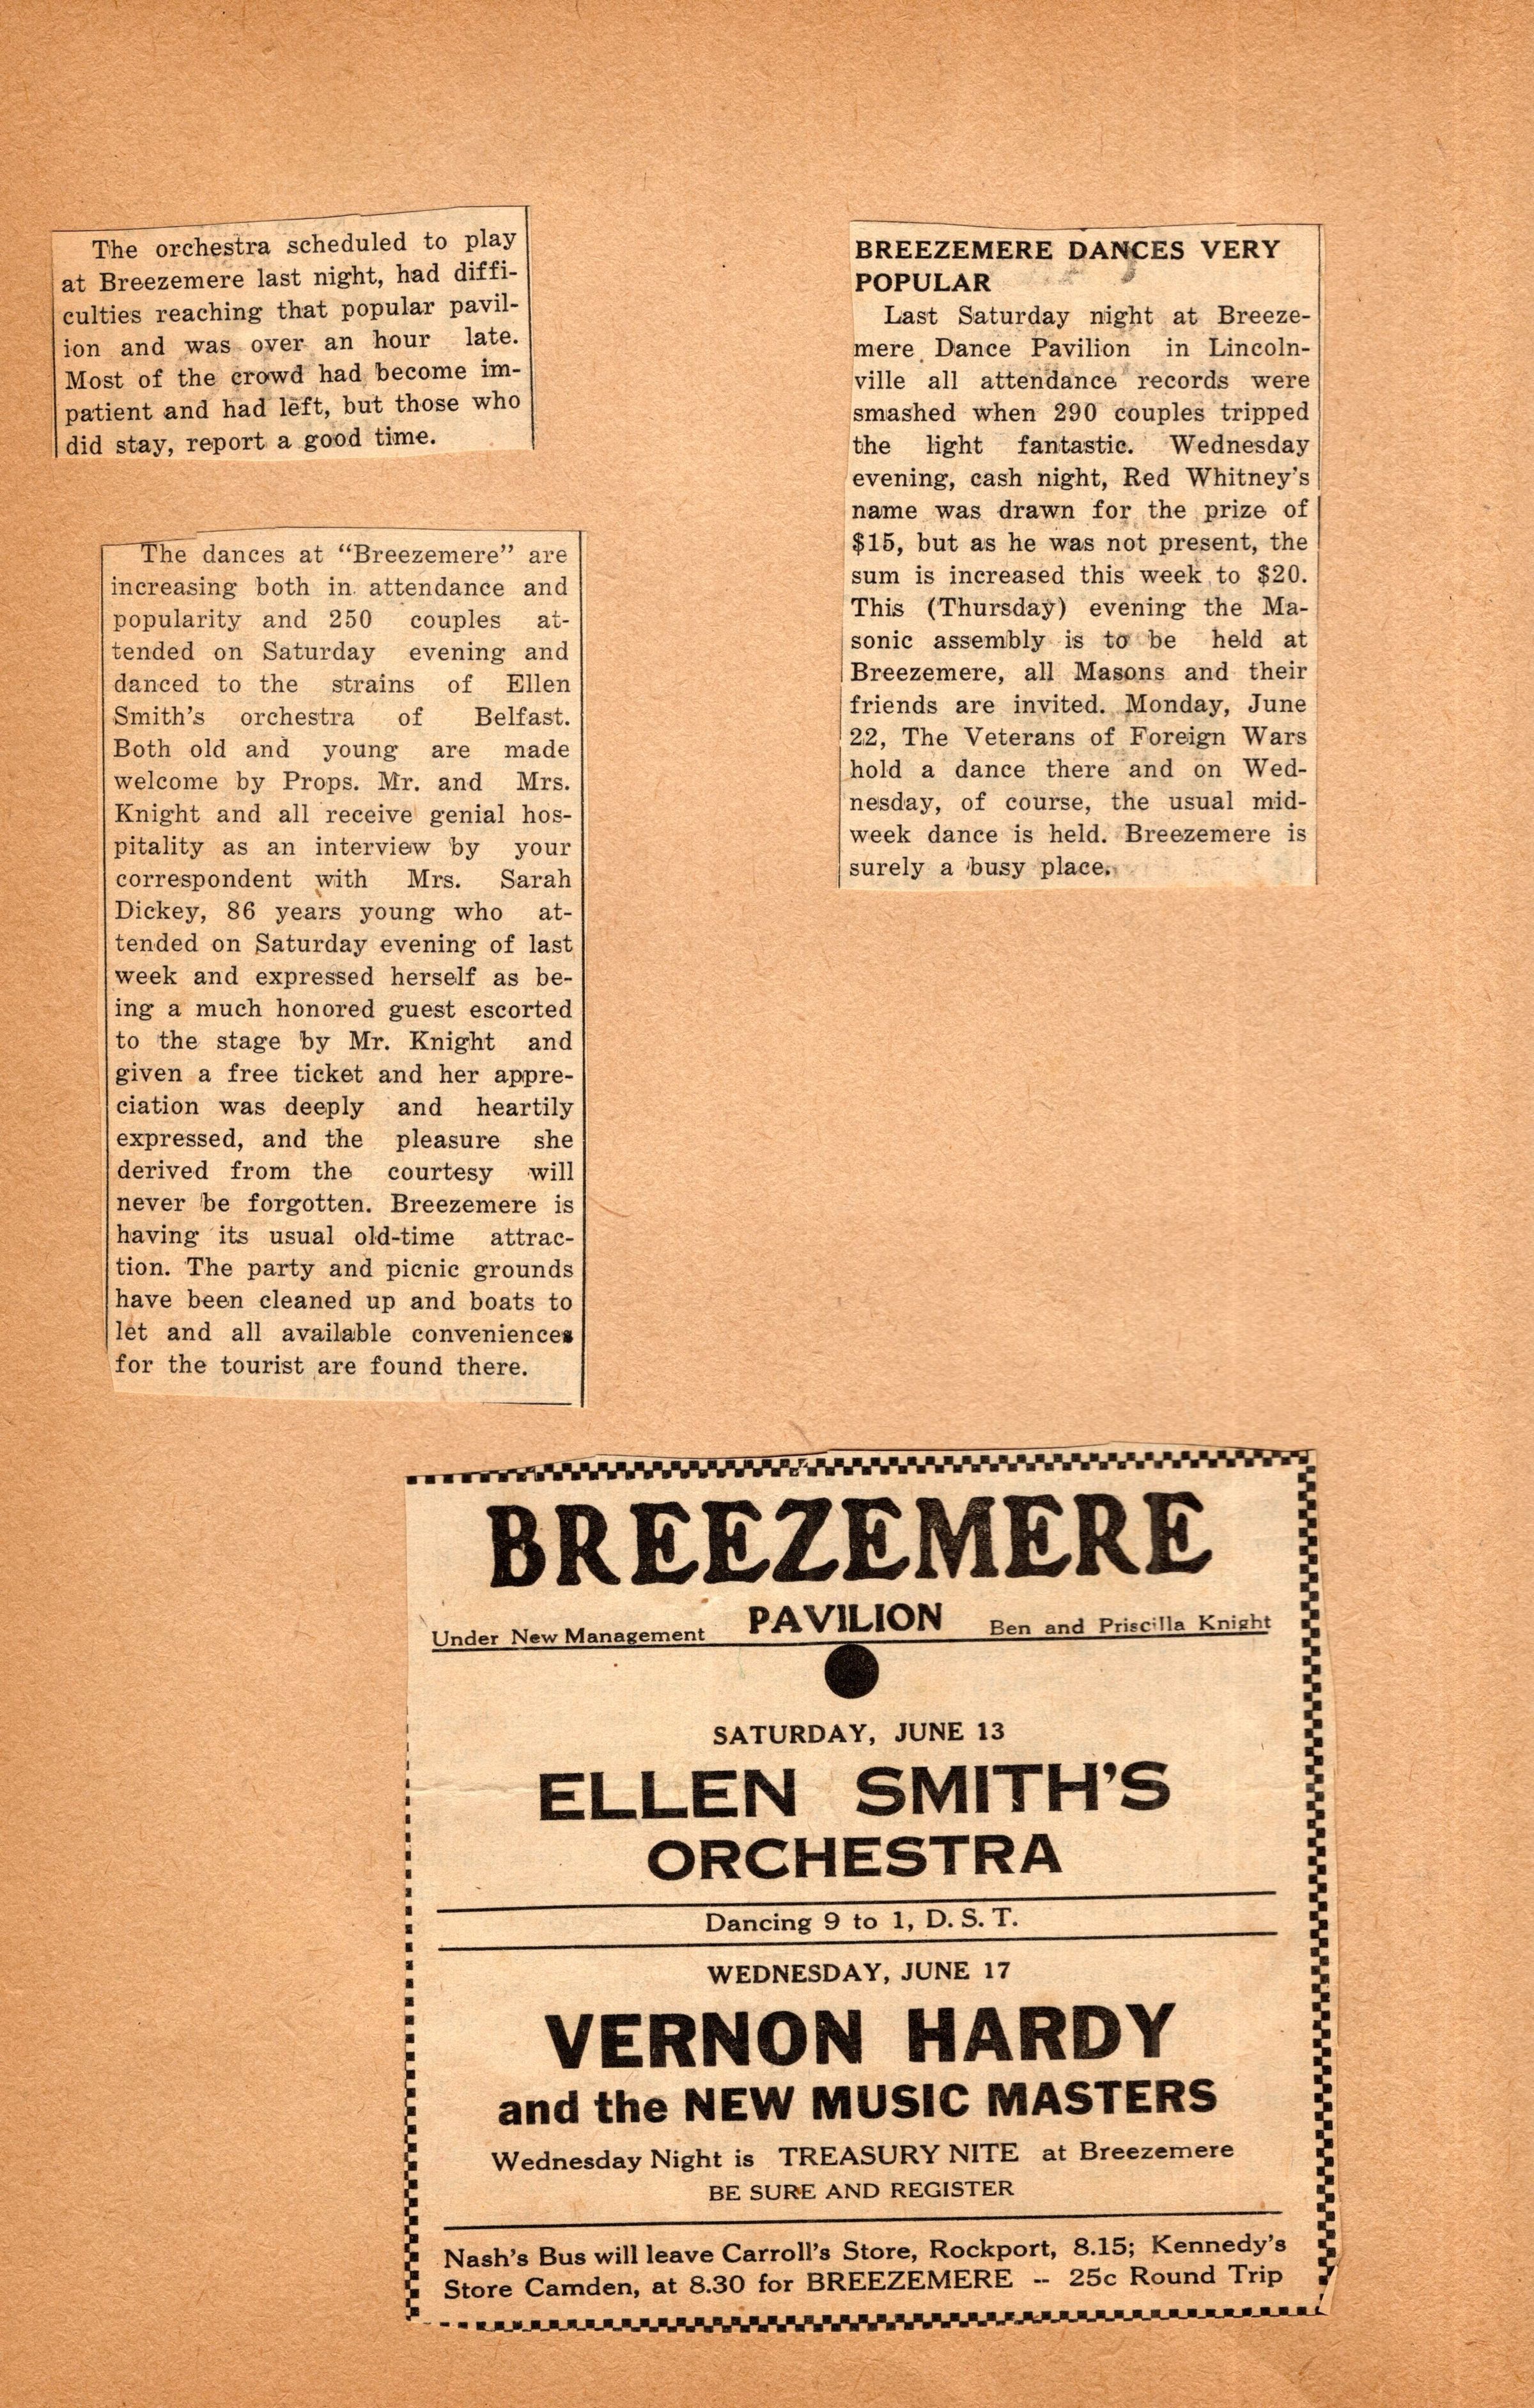 The orchestra scheduled to play
at Breezemere last night, had diffi-
culties reaching that popular pavil-
ion and was over an hour late.
Most of the crowd had become im-
patient and had left, but those who
did stay, report a good time.
The dances at “Breezemere” are
increasing both in attendance and
popularity and 250 couples at-
tended on Saturday evening and
danced to the strains of Ellen
Smith’s orchestra of Belfast.
Both old and young are made
welcome by Props. Mr. and Mrs.
Knight and all receive genial hos-
pitality as an interview by your
correspondent with Mrs. Sarah
Dickey, 86 years young who at-
tended on Saturday evening of last
week and expressed herself as be-
ing a much honored guest escorted
to the stage by Mr. Knight and
given a free ticket and her appre-
ciation was deeply and heartily
expressed, and the pleasure she
derived from the courtesy will
never be forgotten. Breezemere is
having its usual old-time attrac-
tion. The party and picnic grounds
have been cleaned up and boats to
let and all available conveniences
for the tourist are found there.
BREEZEMERE DANCES VERY
POPULAR
Last Saturday night at Breeze-
mere Dance Pavilion in Lincoln-
ville all attendance records were
smashed when 290 couples tripped
the light fantastic. Wednesday
evening, cash night, Red Whitney’s
name was drawn for the prize of
$15, but as he was not present, the
sum is increased this week to $20.
This (Thursday) evening the Ma-
sonic assembly is to be held at
Breezemere, all Masons and their
friends are invited. Monday, June
22, The Veterans of Foreign Wars
hold a dance there and on Wed-
nesday, of course, the usual mid-
week dance is held. Breezemere is
surely a busy place.
BREEZEMERE
Under New Management PAVILION Ben and Priscilla Knight
SATURDAY, JUNE 13
ELLEN SMITH’S
ORCHESTRA
Dancing 9 to 1, D. S. T.
WEDNESDAY, JUNE 17
VERNON HARDY
and the NEW MUSIC MASTERS
Wednesday Night is TREASURY NITE at Breezemere
BE SURE AND REGISTER
Nash’s Bus will leave Carroll’s Store, Rockport, 8.15; Kennedy’s
Store Camden, at 8.30 for BREEZEMERE -- 25c Round Trip